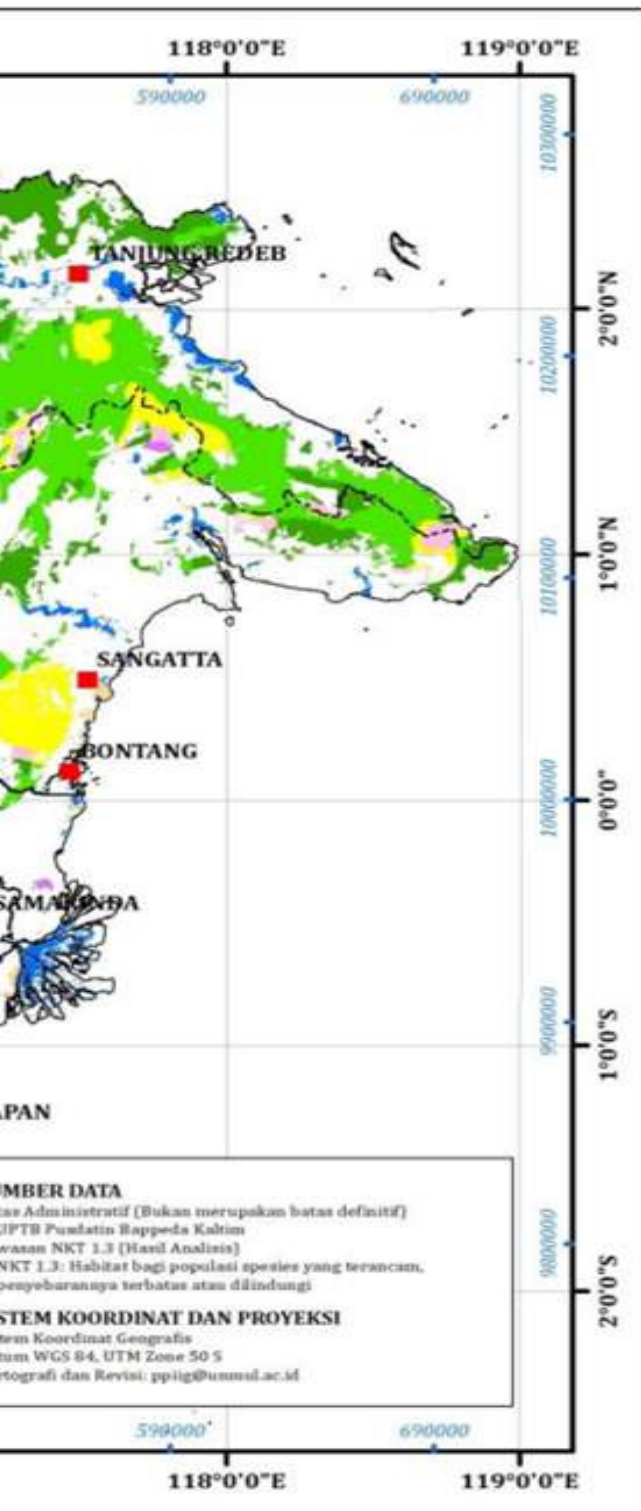 118°0'0"E 119°0'0"E
590000 690000
10300000
TANJUNG REDEB
2°0'0"N
10200000
1°0'0"N
10100000
SANGATTA
BONTANG
0°0'0"
10000000
SAMARINDA
9900000
1°0'0"S
APAN
UMBER DATA
tas Administratif (Bukan merupakan batas definitif)
UPTB Pusdatin Bappeda Kaltim
wasan NKT 1.3 (Hasil Analisis)
NKT 1.3: Habitat bagi populasi spesies yang terancam,
penyebarannya terbatas atau dilindungi
9800000
2°0'0"S
STEM KOORDINAT DAN PROYEKSI
tem Koordinat Geografis
tum WGS 84, UTM Zone 50 S
rtografi dan Revisi: ppiig@unmul.ac.id
590000 690000
118°0'0"E 119°0'0"E